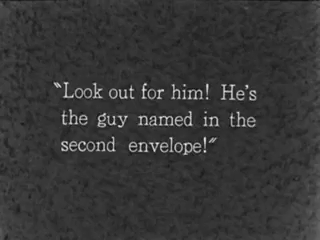 "Look out for him! He's
the guy named in the
second envelope!"